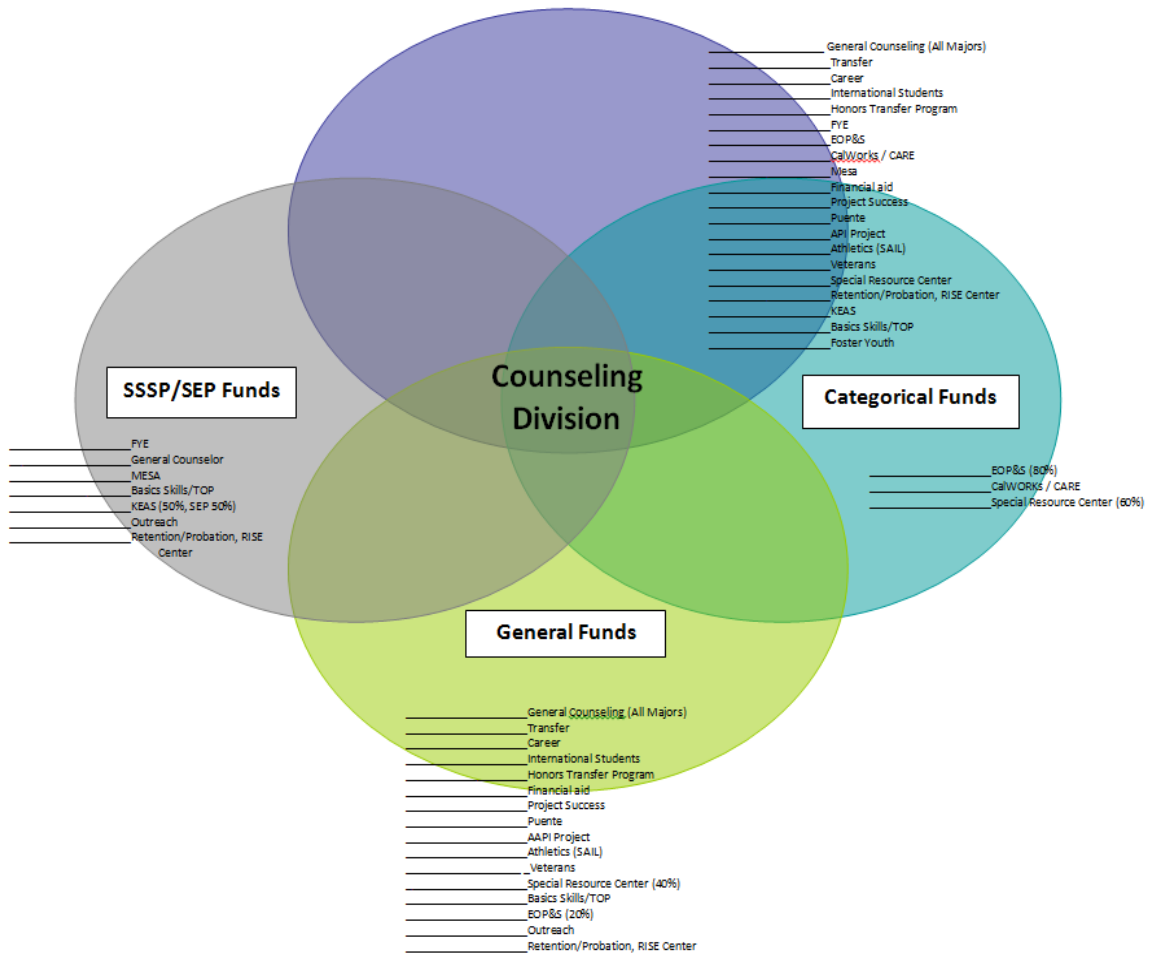 General Counseling (All Majors)
Transfer
Career
International Students
Honors Transfer Program
FYE
EOP&S
CalWorks / CARE
Mesa
Financial aid
Project Success
Puente
API Project
Athletics (SAIL)
Veterans
Special Resource Center
Retention/Probation, RISE Center
KEAS
Basics Skills/TOP
Foster Youth
Counseling
Division
SSSP/SEP Funds
FYE
General Counselor
MESA
Basics Skills/TOP
KEAS (50%, SEP 50%)
Outreach
Retention/Probation, RISE
Center
Categorical Funds
EOP&S (80%)
CalWORKs / CARE
Special Resource Center (60%)
General Funds
General Counseling (All Majors)
Transfer
Career
International Students
Honors Transfer Program
Financial aid
Project Success
Puente
AAPI Project
Athletics (SAIL)
Veterans
Special Resource Center (40%)
Basics Skills/TOP
EOP&S (20%)
Outreach
Retention/Probation, RISE Center